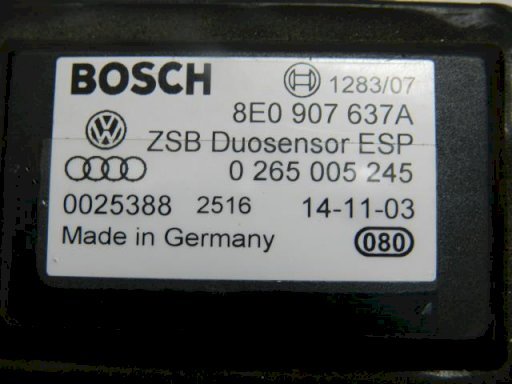 BOSCH 1283/07
8E0 907 637A
ZSB Duosensor ESP
0 265 005 245
0025388 2516 14-11-03
Made in Germany 080